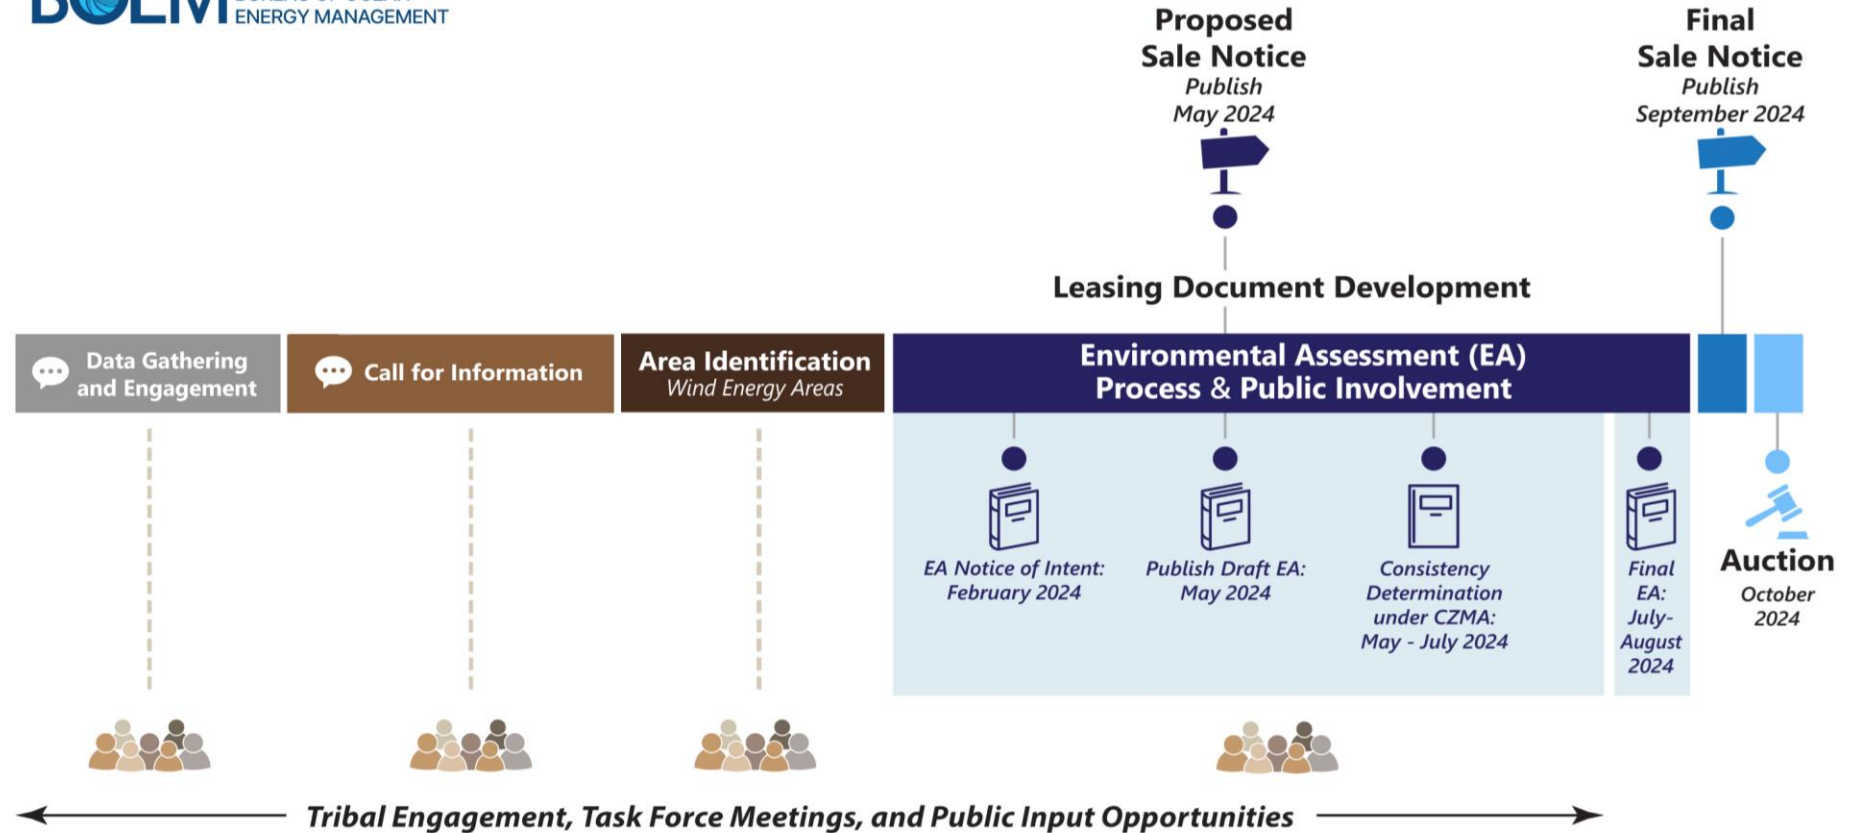 BOEM
ENERGY MANAGEMENT
Proposed
Sale Notice
Publish
May 2024
Final
Sale Notice
Publish
September 2024
Leasing Document Development
Data Gathering
and Engagement
Call for Information
Area Identification
Wind Energy Areas
Environmental Assessment (EA)
Process & Public Involvement
EA Notice of Intent:
February 2024
Publish Draft EA:
May 2024
Consistency
Determination
under CZMA:
May - July 2024
Final
EA:
July-
August
2024
Auction
October
2024
Tribal Engagement, Task Force Meetings, and Public Input Opportunities